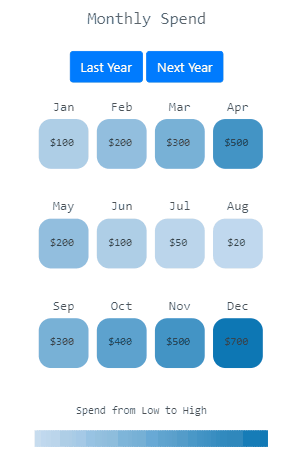 Monthly Spend
Last Year Next Year
Jan Feb Mar Apr
$100 $200 $300 $500
May Jun Jul Aug
$200 $100 $50 $20
Sep Oct Nov Dec
$300 $400 $500 $700
Spend from Low to High